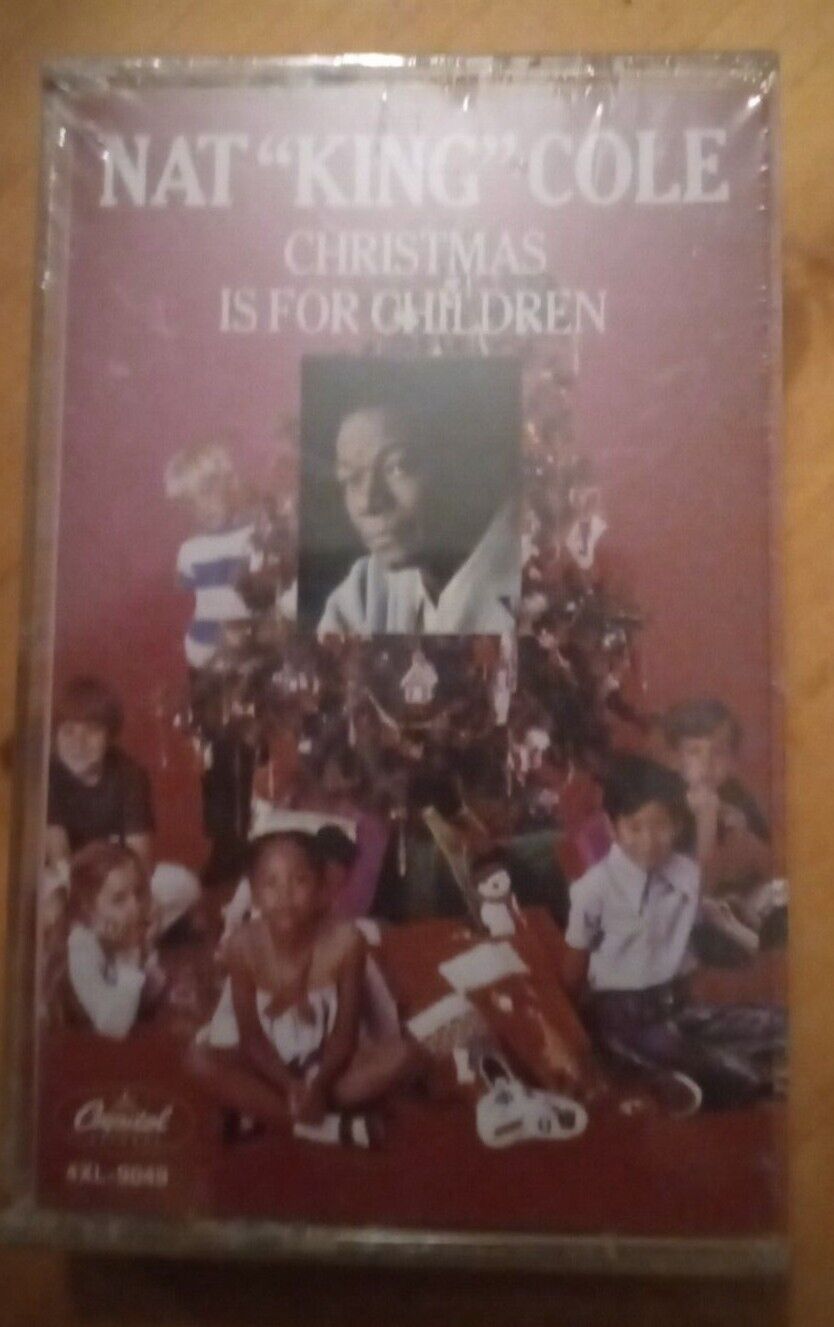 NAT “KING” COLE
CHRISTMAS
IS FOR CHILDREN
Capitol
4XL-9049